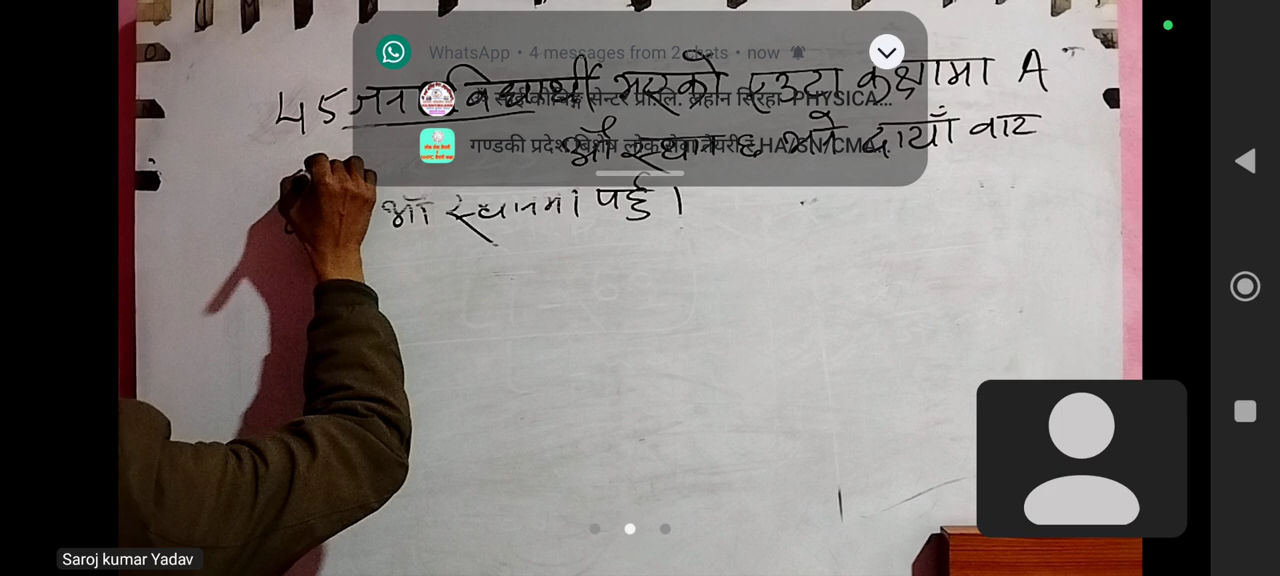 WhatsApp • 4 messages from 2 chats • now
45 जना विद्यार्थी भएको एउटा कक्षामा A
PHYSICA...
औं स्थान दायाँ बाट
गण्डकी प्रदेश विशेष लोक सेवा तयारी HA/SN/CMA
औं स्थानमा पर्छ ।
Saroj kumar Yadav